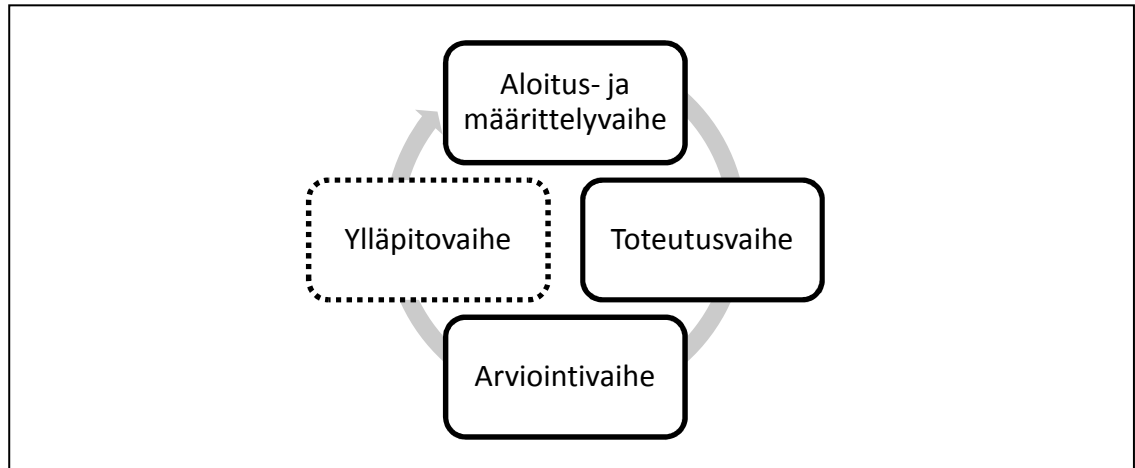 Aloitus- ja
määrittelyvaihe
Ylläpitovaihe
Toteutusvaihe
Arviointivaihe